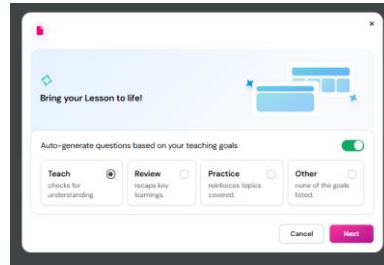 ×
Bring your Lesson to life!
Auto-generate questions based on your teaching goals
Teach
checks for
understanding.
Review
recaps key
learnings.
Practice
reinforces topics
covered.
Other
none of the goals
listed.
Cancel
Next